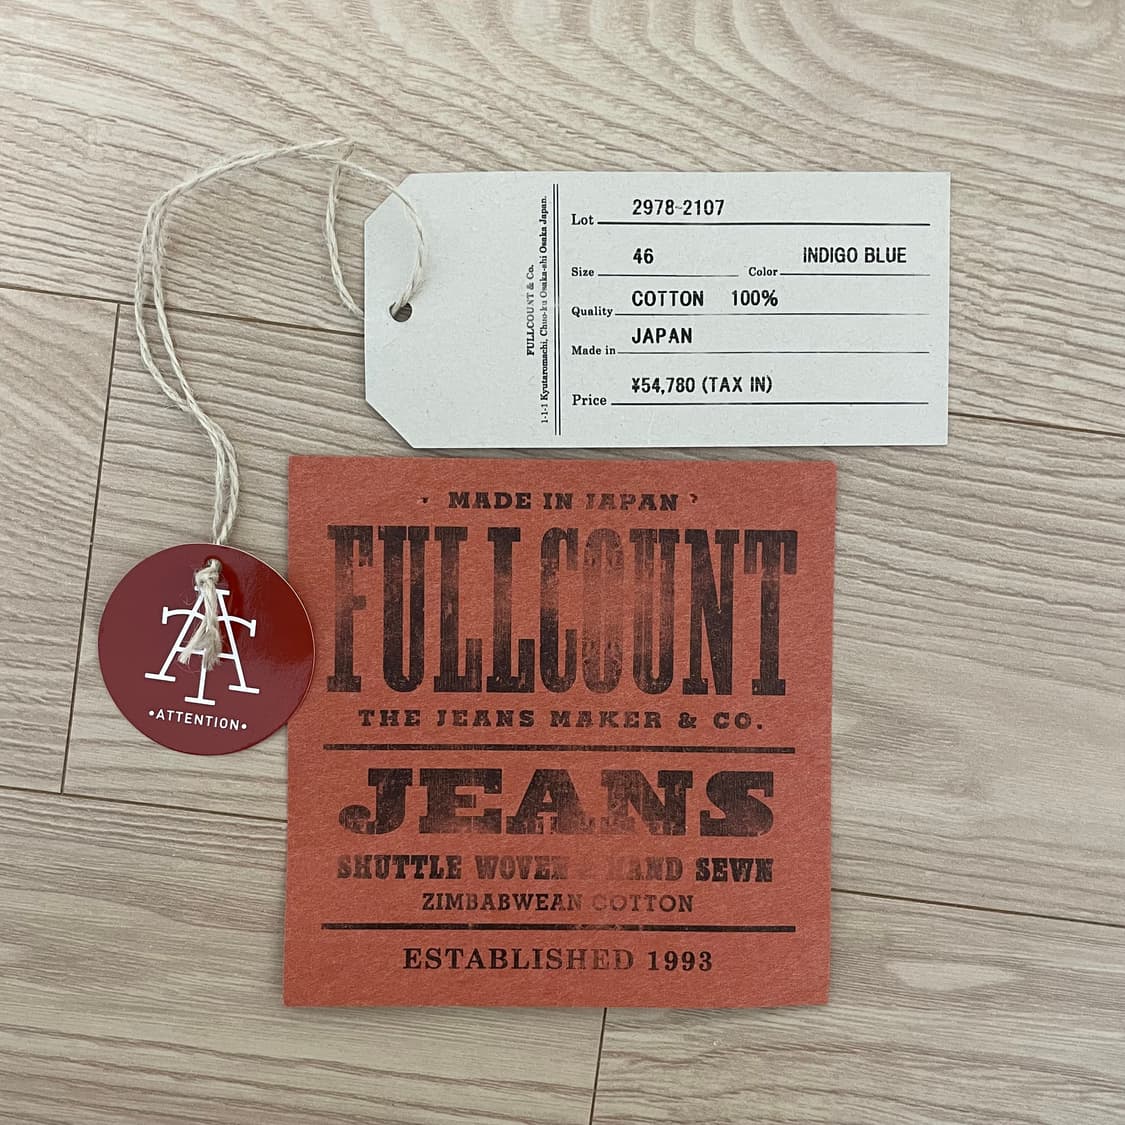 FULLCOUNT & Co.
1-1-1 Kyutaromachi, Chuo-ku Osaka-shi Osaka Japan.
Lot 2978-2107
Size 46 Color INDIGO BLUE
Quality COTTON 100%
Made in JAPAN
Price ¥54,780 (TAX IN)
MADE IN JAPAN
FULLCOUNT
THE JEANS MAKER & CO.
JEANS
SHUTTLE WOVEN & HAND SEWN
ZIMBABWEAN COTTON
ESTABLISHED 1993
ATA
•ATTENTION•